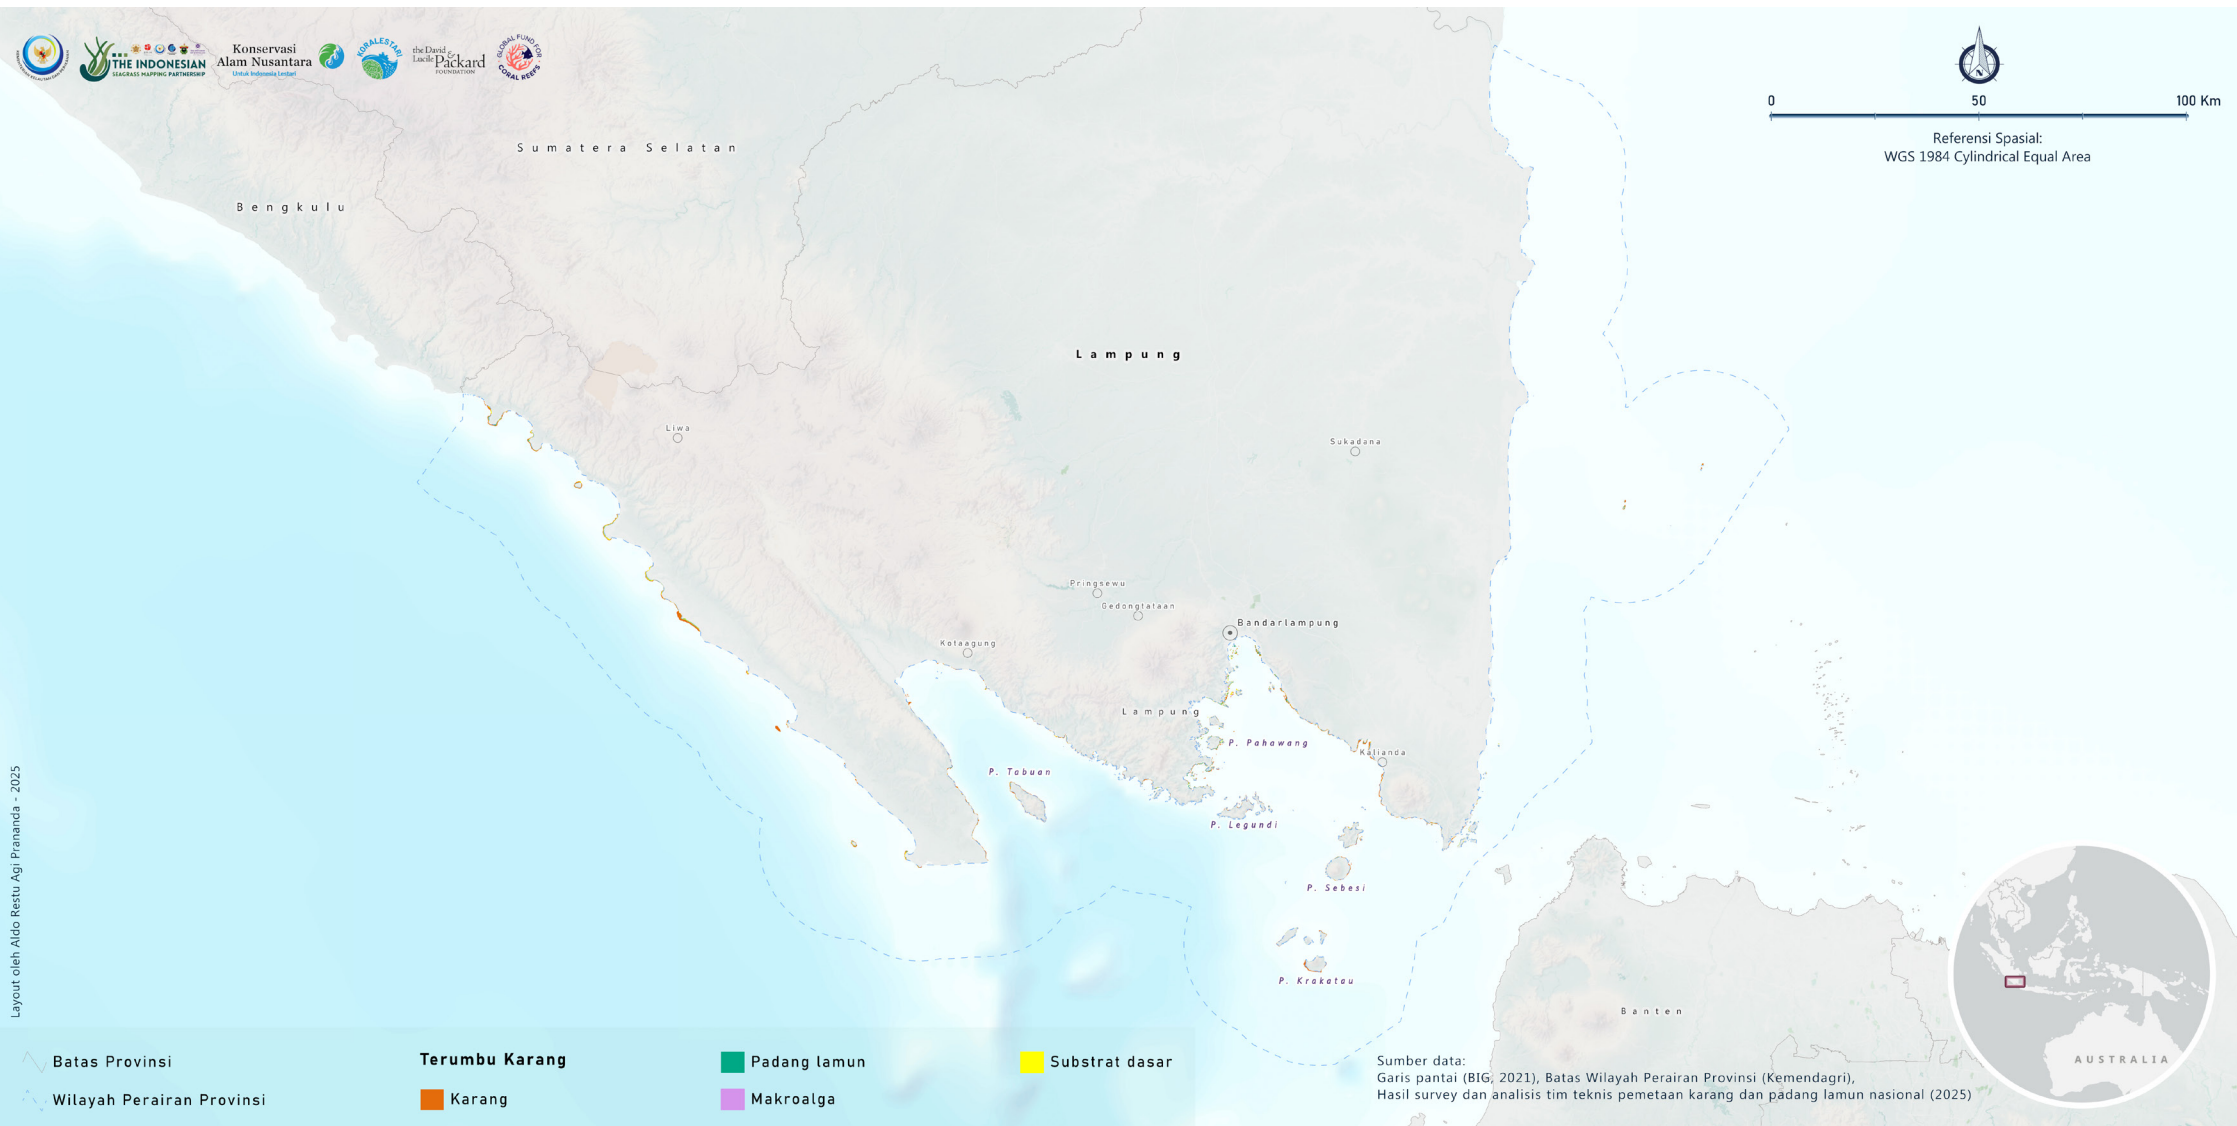 THE INDONESIAN
SEAGRASS MAPPING PARTNERSHIP
Konservasi
Alam Nusantara
Untuk Indonesia Lestari
KORALESTARI
the David
& Lucile Packard
FOUNDATION
GLOBAL FUND FOR
CORAL REEFS
N
0 50 100 Km
Referensi Spasial:
WGS 1984 Cylindrical Equal Area
Sumatera Selatan
Bengkulu
Lampung
Liwa
Sukadana
Pringsewu
Gedongtataan
Bandarlampung
Kotaagung
Lampung
P. Pahawang
Kalianda
P. Tabuan
P. Legundi
P. Sebesi
P. Krakatau
Banten
AUSTRALIA
Layout oleh Aldo Restu Agi Prananda - 2025
Batas Provinsi
Wilayah Perairan Provinsi
Terumbu Karang
Karang
Padang lamun
Makroalga
Substrat dasar
Sumber data:
Garis pantai (BIG, 2021), Batas Wilayah Perairan Provinsi (Kemendagri),
Hasil survey dan analisis tim teknis pemetaan karang dan padang lamun nasional (2025)